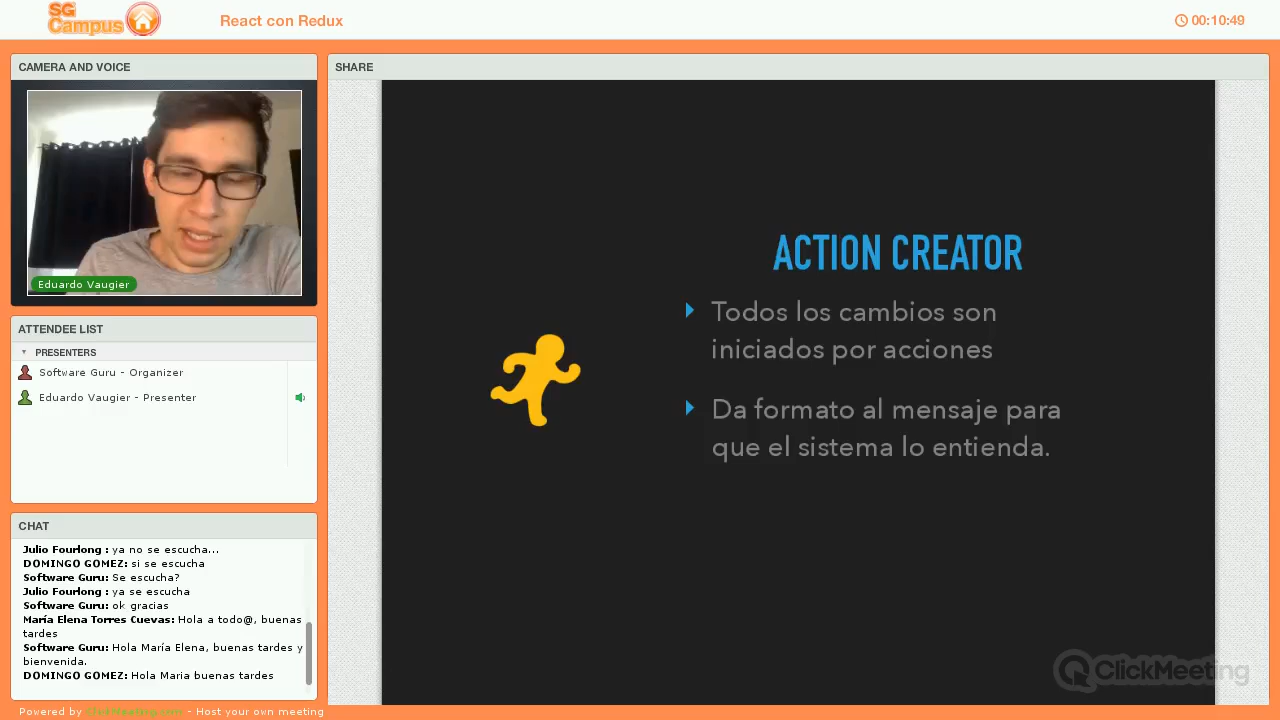 SG
Campus
React con Redux
00:10:49
CAMERA AND VOICE
Eduardo Vaugier
ATTENDEE LIST
PRESENTERS
Software Guru - Organizer
Eduardo Vaugier - Presenter
CHAT
Julio Fourlong : ya no se escucha...
DOMINGO GOMEZ: si se escucha
Software Guru: Se escucha?
Julio Fourlong : ya se escucha
Software Guru: ok gracias
María Elena Torres Cuevas: Hola a todo@, buenas
tardes
Software Guru: Hola María Elena, buenas tardes y
bienvenida.
DOMINGO GOMEZ: Hola Maria buenas tardes
Powered by ClickMeeting.com - Host your own meeting
SHARE
ACTION CREATOR
Todos los cambios son
iniciados por acciones
Da formato al mensaje para
que el sistema lo entienda.
ClickMeeting